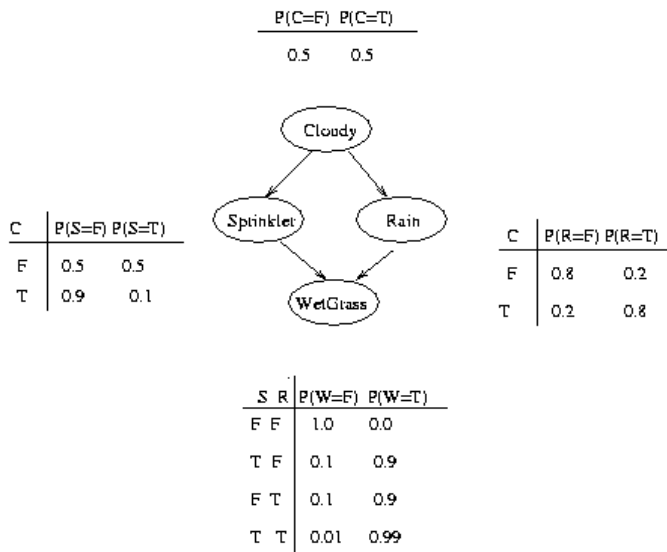 P(C=F) P(C=T)
0.5 0.5
Cloudy
Sprinkler
Rain
WetGrass
C P(S=F) P(S=T)
F 0.5 0.5
T 0.9 0.1
C P(R=F) P(R=T)
F 0.8 0.2
T 0.2 0.8
S R P(W=F) P(W=T)
F F 1.0 0.0
T F 0.1 0.9
F T 0.1 0.9
T T 0.01 0.99